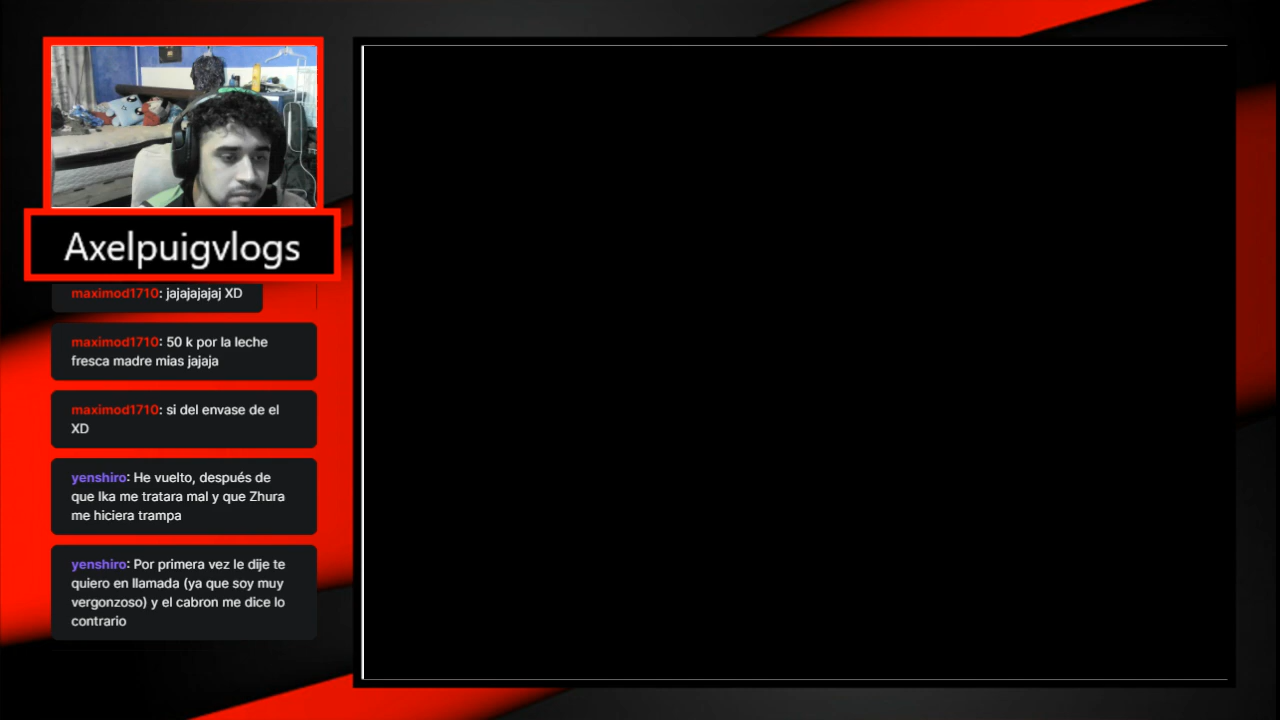 Axelpuigvlogs
maximod1710: jajajajajaj XD
maximod1710: 50 k por la leche
fresca madre mias jajaja
maximod1710: si del envase de el
XD
yenshiro: He vuelto, después de
que Ika me tratara mal y que Zhura
me hiciera trampa
yenshiro: Por primera vez le dije te
quiero en llamada (ya que soy muy
vergonzoso) y el cabron me dice lo
contrario